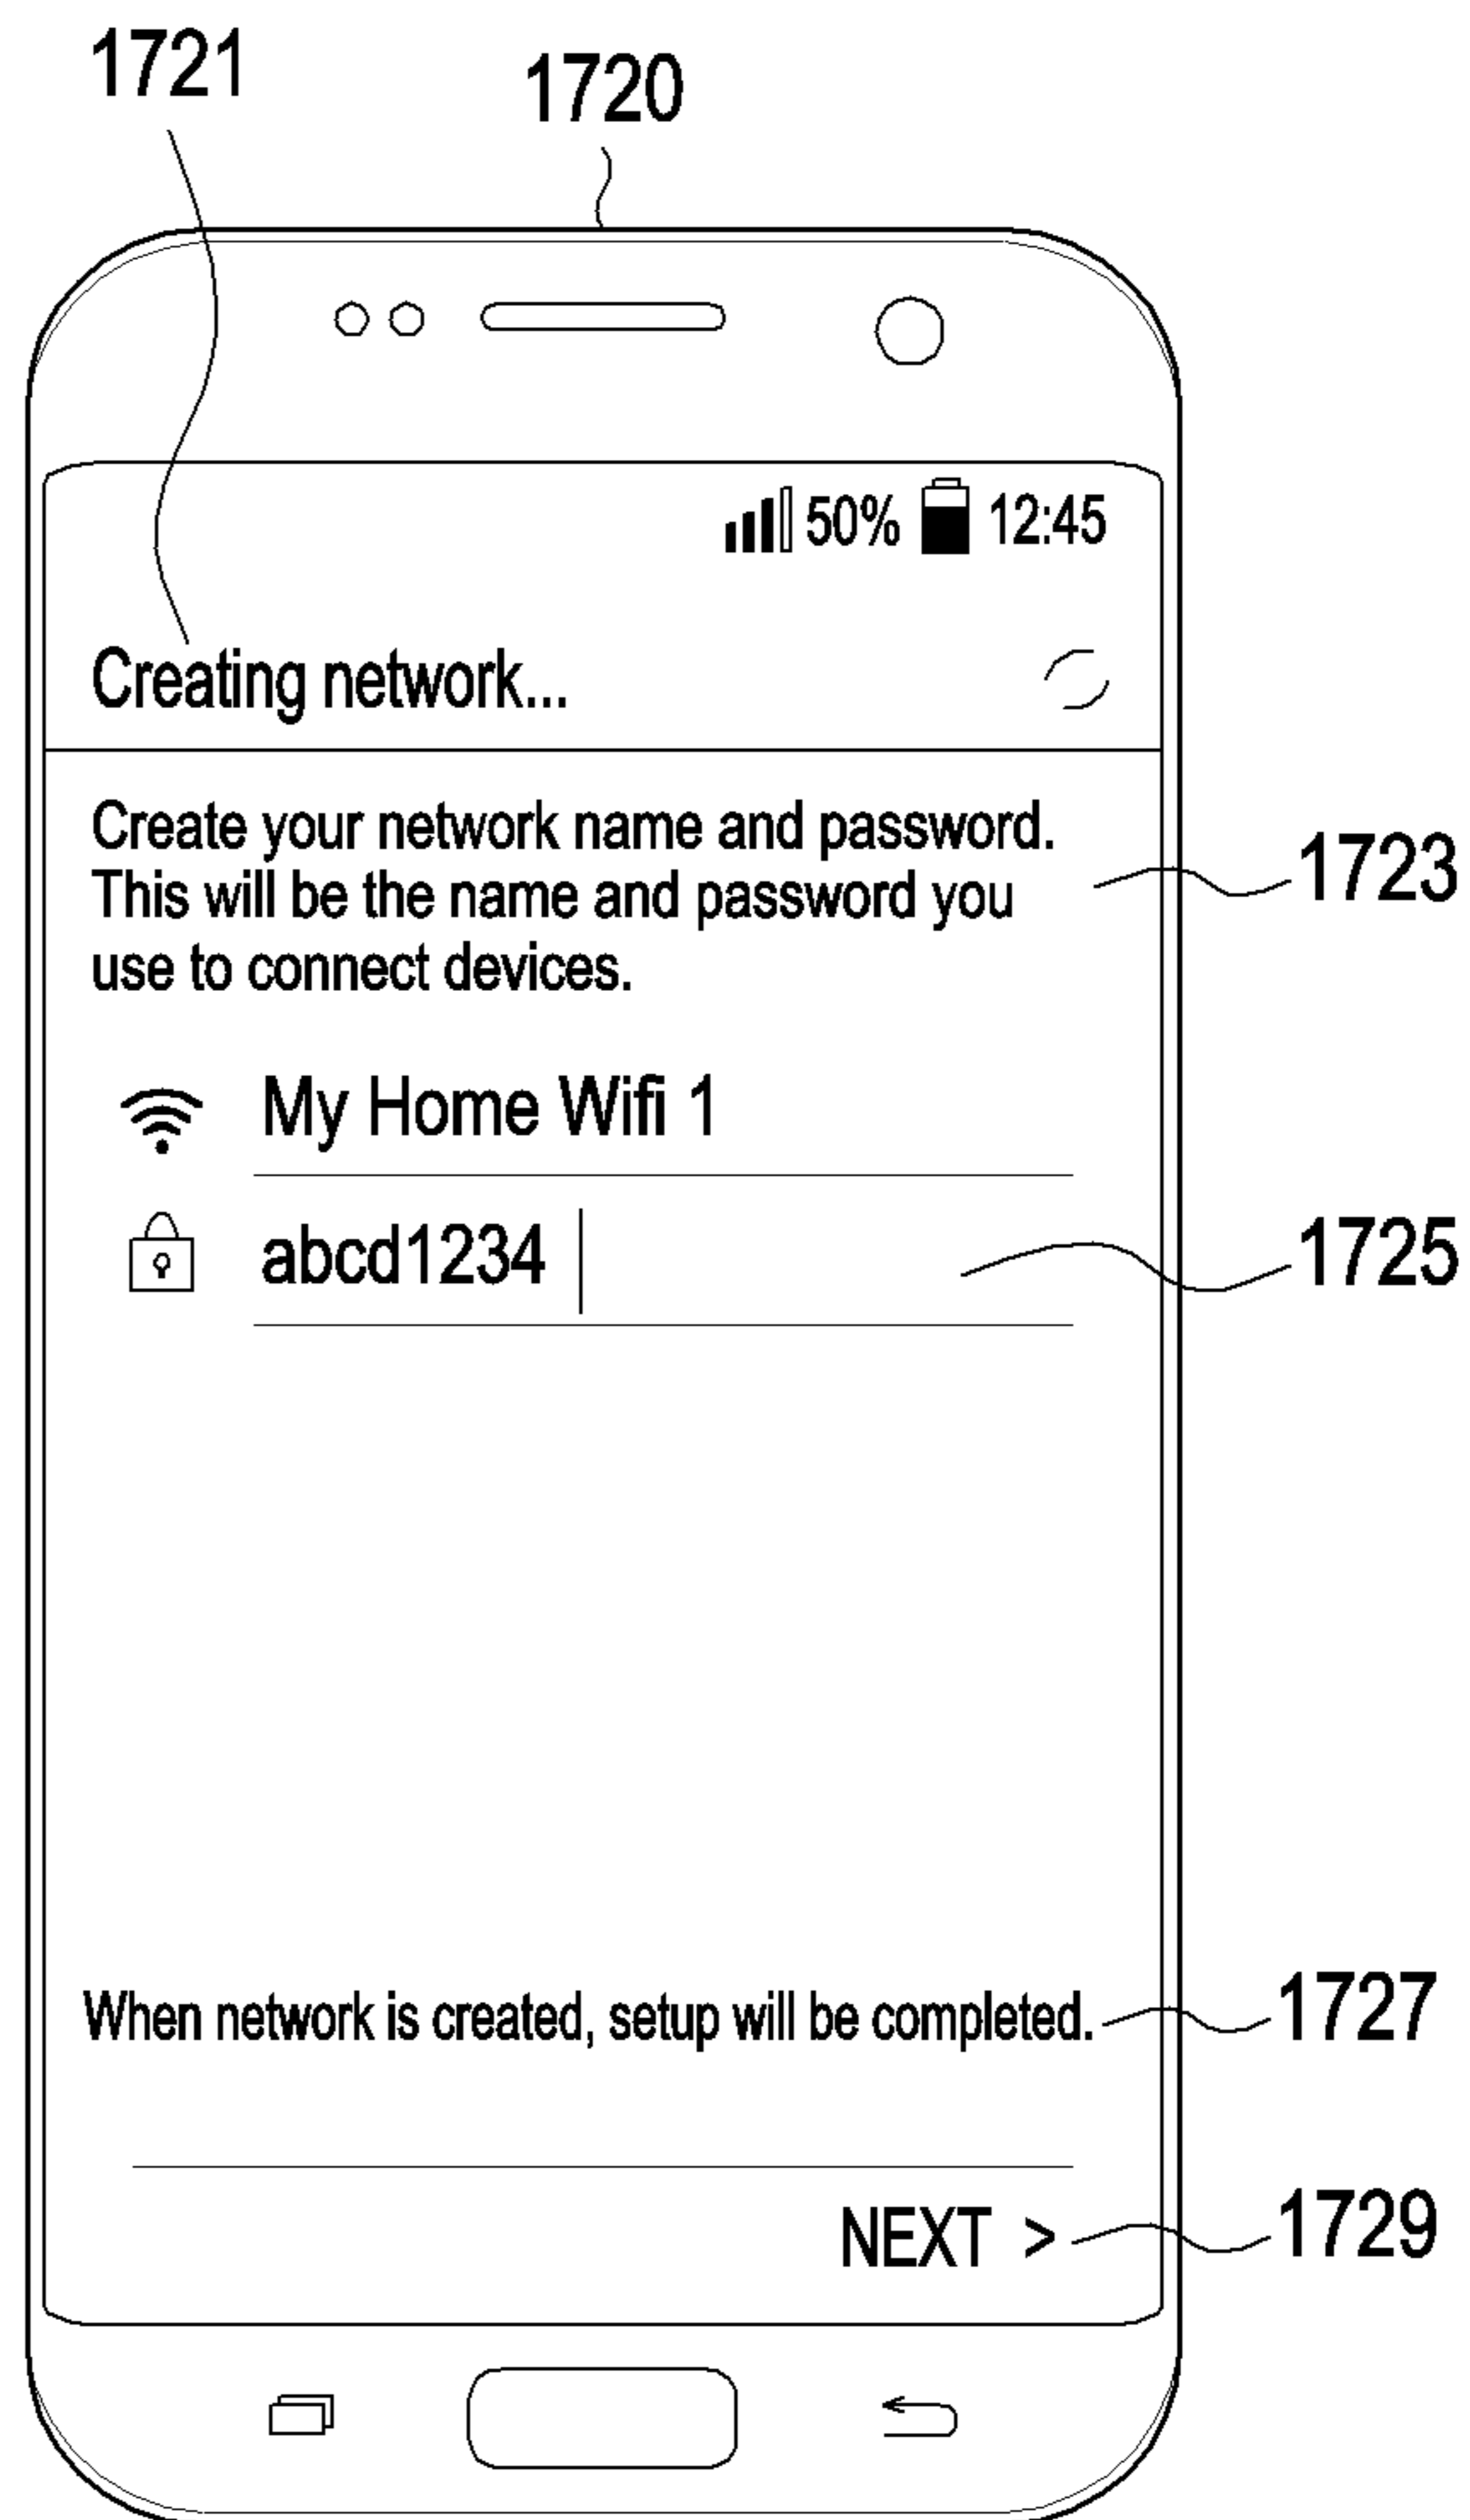 1721
1720
50% 12:45
Creating network...
Create your network name and password.
This will be the name and password you
use to connect devices.
1723
My Home Wifi 1
abcd1234
1725
When network is created, setup will be completed.
1727
NEXT >
1729